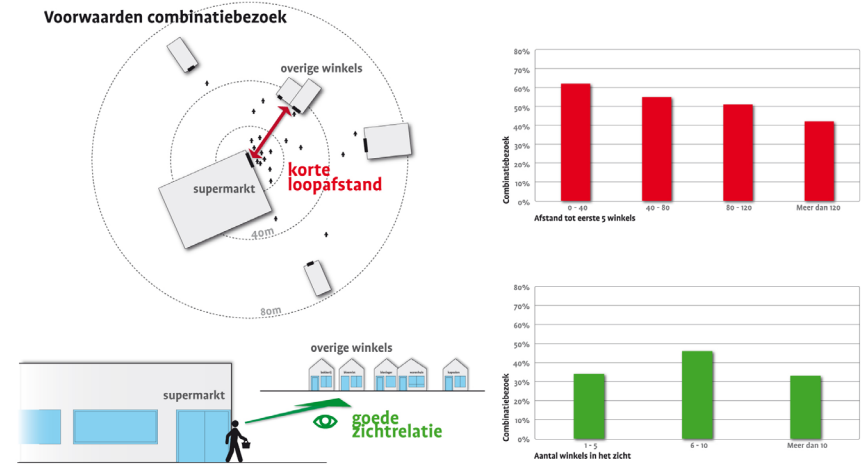 Voorwaarden combinatiebezoek
overige winkels
korte
loopafstand
supermarkt
40m
80m
80%
70%
60%
50%
40%
30%
20%
10%
0%
Combinatiebezoek
0 - 40
40 - 80
80 - 120
Meer dan 120
Afstand tot eerste 5 winkels
overige winkels
supermarkt
goede
zichtrelatie
80%
70%
60%
50%
40%
30%
20%
10%
0%
Combinatiebezoek
1 - 5
6 - 10
Meer dan 10
Aantal winkels in het zicht